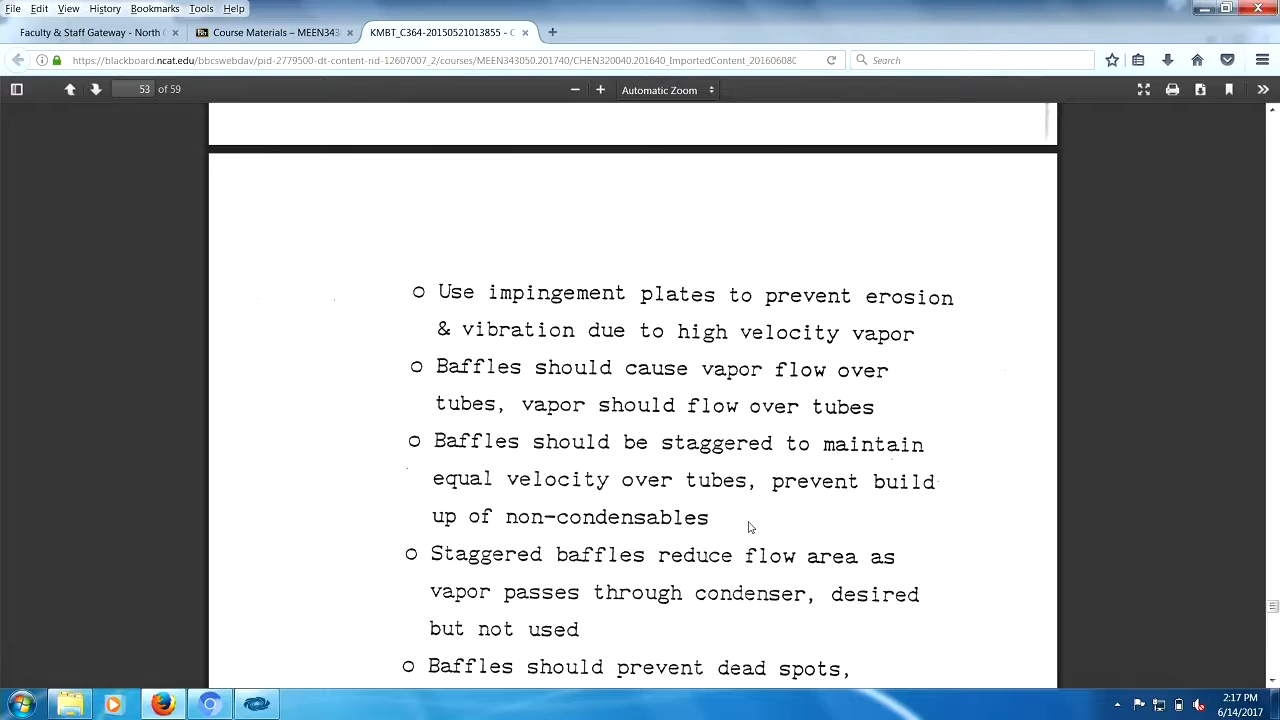 File Edit View History Bookmarks Tools Help
Faculty & Staff Gateway - North C
Bb Course Materials – MEEN343
KMBT_C364-20150521013855 - C
https://blackboard.ncat.edu/bbcswebdav/pid-2779500-dt-content-rid-12607007_2/courses/MEEN343050.201740/CHEN320040.201640_ImportedContent_201606080
Search
53 of 59
Automatic Zoom
o Use impingement plates to prevent erosion
& vibration due to high velocity vapor
o Baffles should cause vapor flow over
tubes, vapor should flow over tubes
o Baffles should be staggered to maintain
equal velocity over tubes, prevent build
up of non-condensables
o Staggered baffles reduce flow area as
vapor passes through condenser, desired
but not used
o Baffles should prevent dead spots,
2:17 PM
6/14/2017